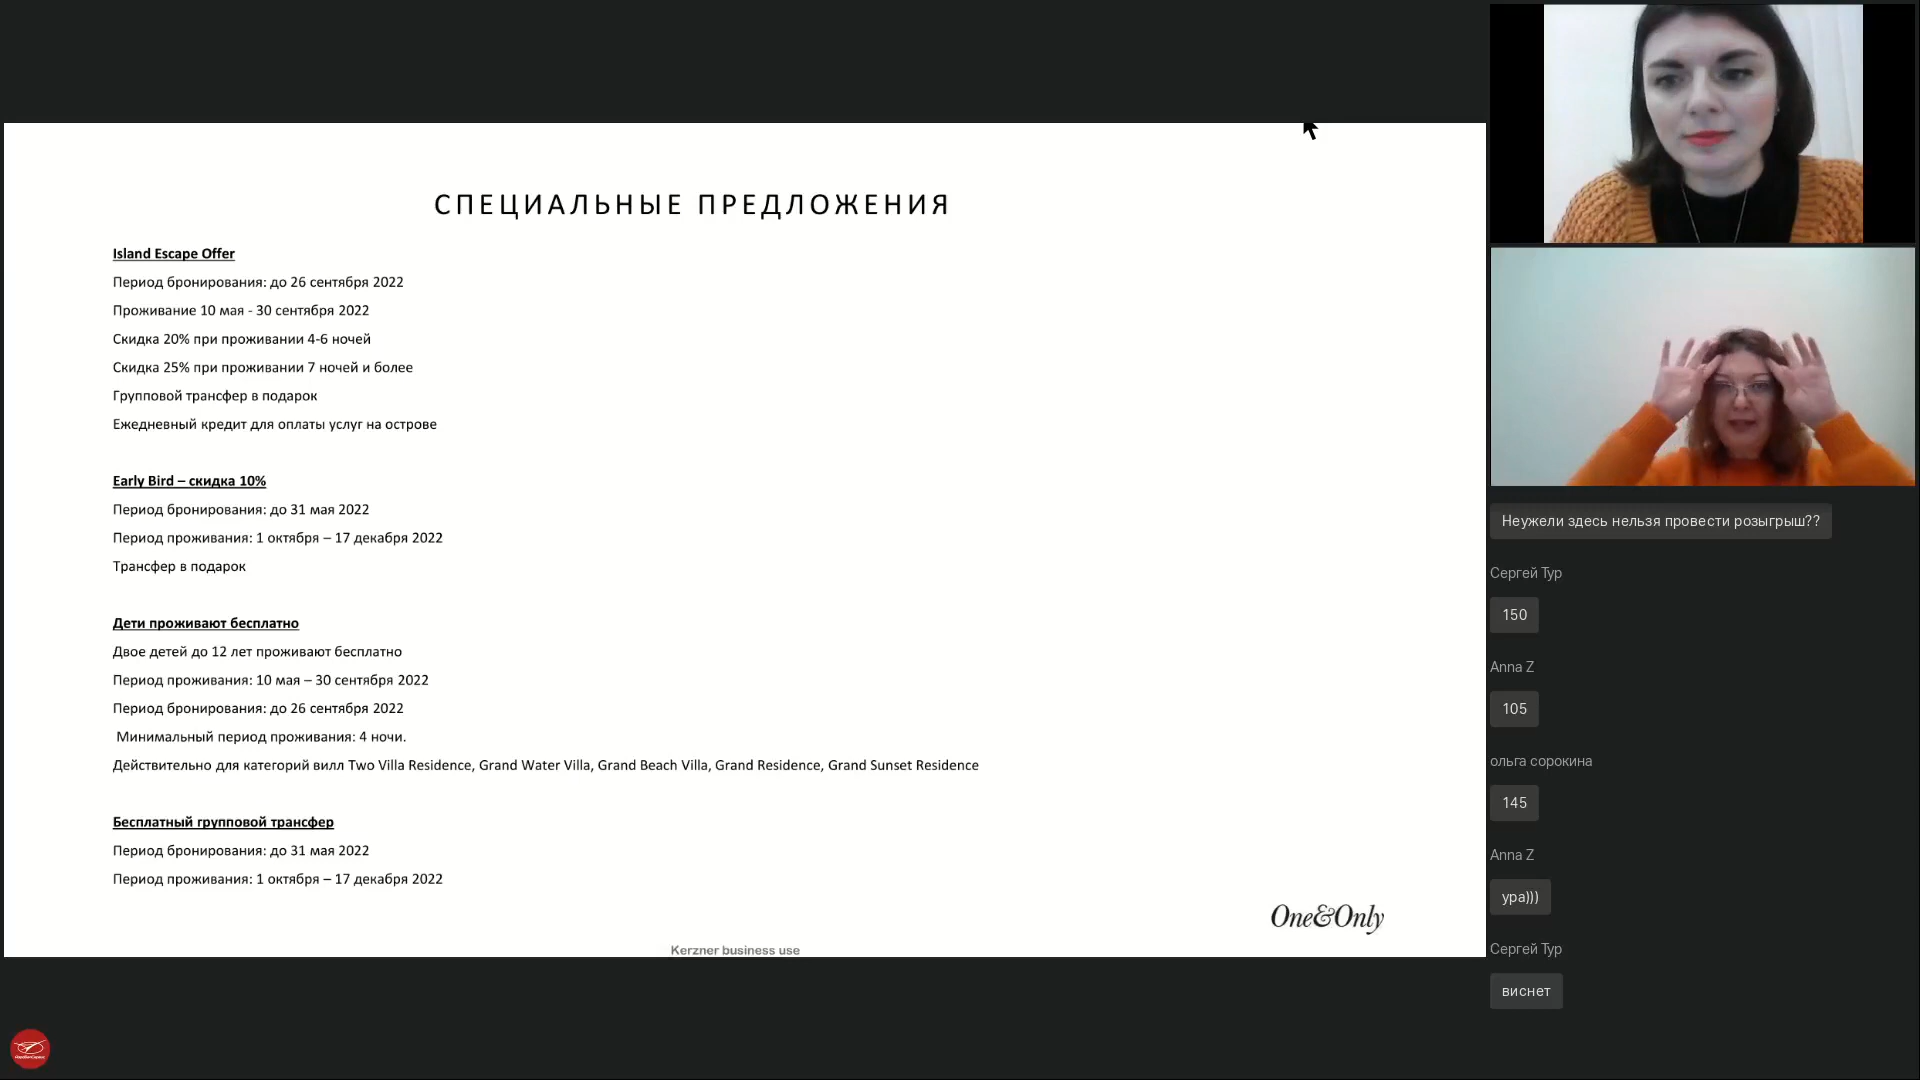 СПЕЦИАЛЬНЫЕ ПРЕДЛОЖЕНИЯ
Island Escape Offer
Период бронирования: до 26 сентября 2022
Проживание 10 мая - 30 сентября 2022
Скидка 20% при проживании 4-6 ночей
Скидка 25% при проживании 7 ночей и более
Групповой трансфер в подарок
Ежедневный кредит для оплаты услуг на острове
Early Bird – скидка 10%
Период бронирования: до 31 мая 2022
Период проживания: 1 октября – 17 декабря 2022
Трансфер в подарок
Дети проживают бесплатно
Двое детей до 12 лет проживают бесплатно
Период проживания: 10 мая – 30 сентября 2022
Период бронирования: до 26 сентября 2022
Минимальный период проживания: 4 ночи.
Действительно для категорий вилл Two Villa Residence, Grand Water Villa, Grand Beach Villa, Grand Residence, Grand Sunset Residence
Бесплатный групповой трансфер
Период бронирования: до 31 мая 2022
Период проживания: 1 октября – 17 декабря 2022
One&Only
Kerzner business use
Неужели здесь нельзя провести розыгрыш??
Сергей Тур
150
Anna Z
105
ольга сорокина
145
Anna Z
ура)))
Сергей Тур
виснет